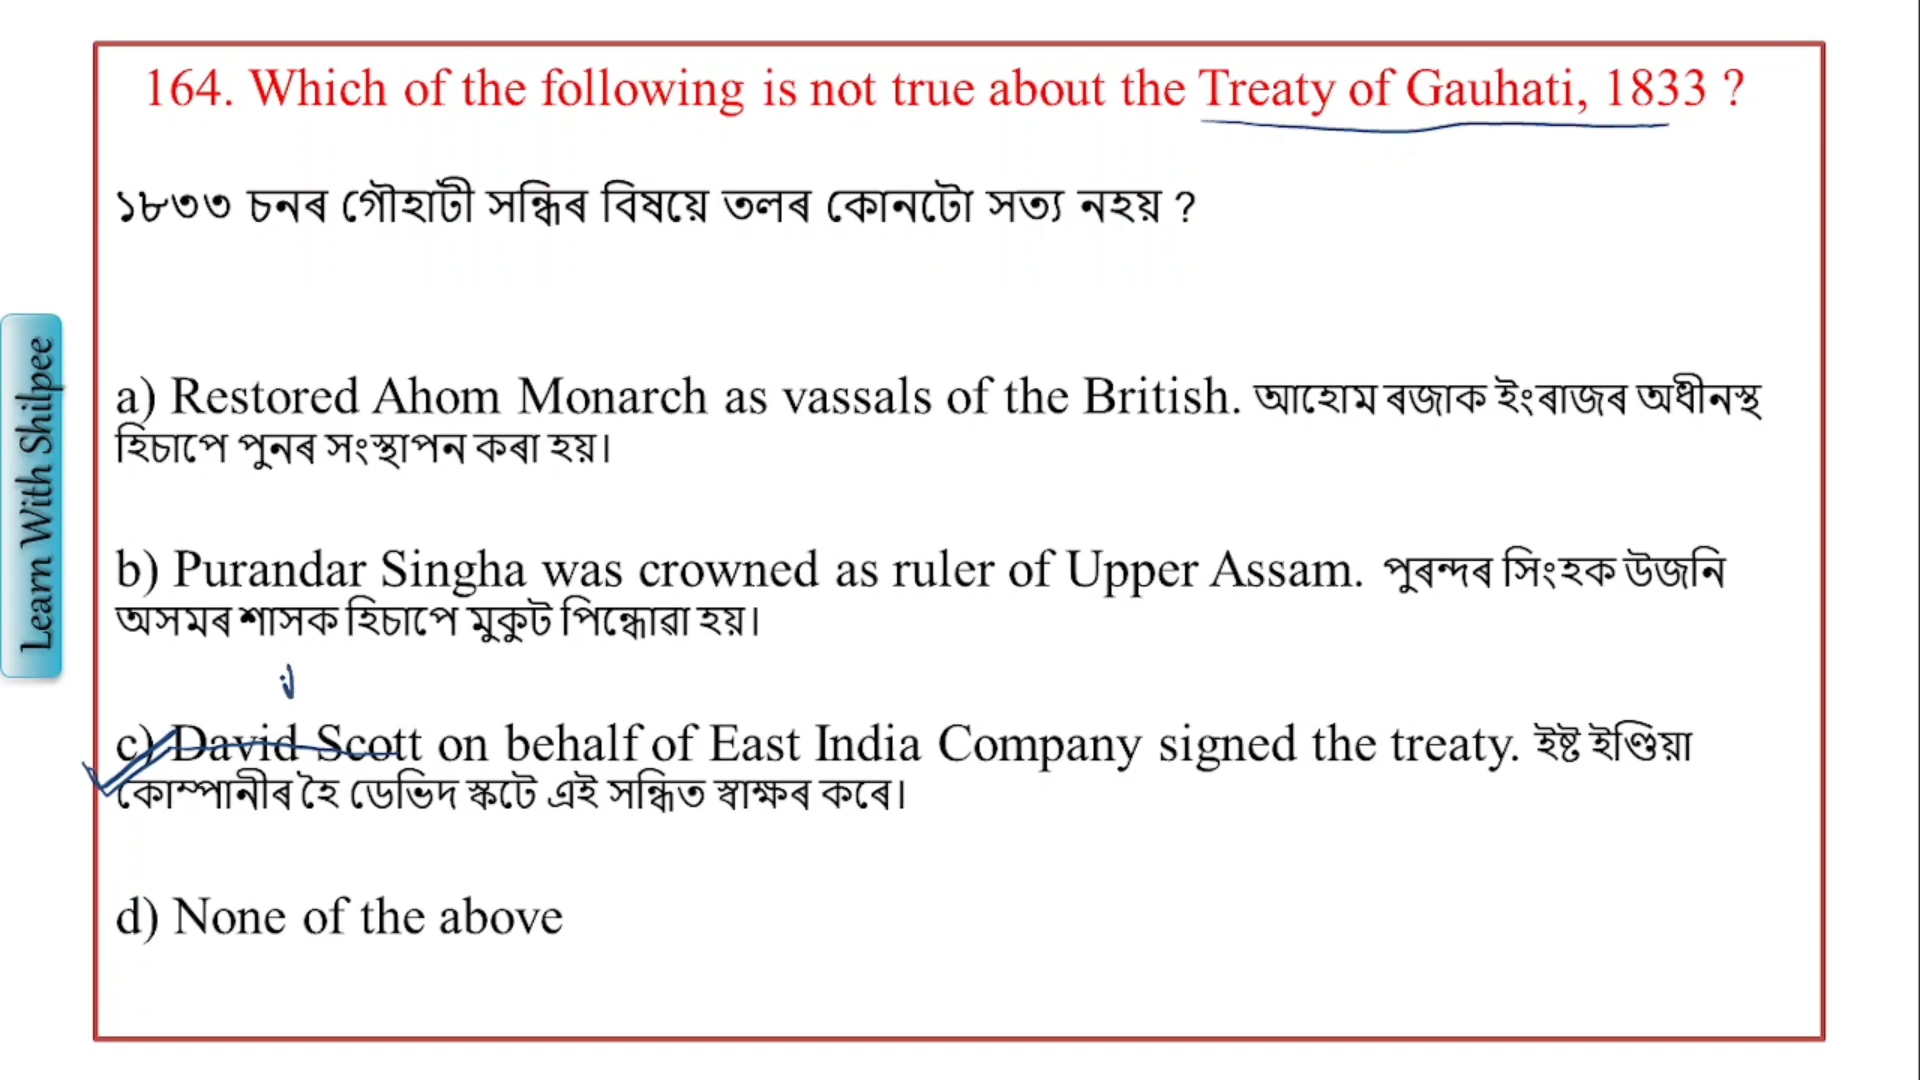 164. Which of the following is not true about the Treaty of Gauhati, 1833 ?
১৮৩৩ চনৰ গৌহাটী সন্ধিৰ বিষয়ে তলৰ কোনটো সত্য নহয় ?
a) Restored Ahom Monarch as vassals of the British. আহোম ৰজাক ইংৰাজৰ অধীনস্থ
হিচাপে পুনৰ সংস্থাপন কৰা হয়।
b) Purandar Singha was crowned as ruler of Upper Assam. পুৰন্দৰ সিংহক উজনি
অসমৰ শাসক হিচাপে মুকুট পিন্ধোৱা হয়।
c) David Scott on behalf of East India Company signed the treaty. ইষ্ট ইণ্ডিয়া
কোম্পানীৰ হৈ ডেভিদ স্কটে এই সন্ধিত স্বাক্ষৰ কৰে।
d) None of the above
Learn With Shilpee